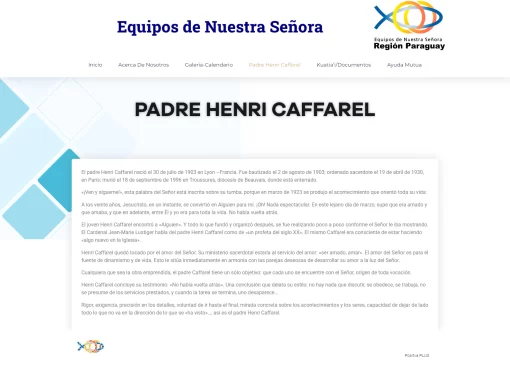 Equipos de Nuestra Señora
Equipos de Nuestra Señora
Región Paraguay
Inicio
Acerca De Nosotros
Galeria-Calendario
Padre Henri Caffarel
Kuatia'i/Documentos
Ayuda Mutua
PADRE HENRI CAFFAREL
El padre Henri Caffarel nació el 30 de julio de 1903 en Lyon –Francia. Fue bautizado el 2 de agosto de 1903; ordenado sacerdote el 19 de abril de 1930,
en París; murió el 18 de septiembre de 1996 en Troussures, diócesis de Beauvais, donde está enterrado.
«¡Ven y sígueme!», esta palabra del Señor está inscrita sobre su tumba, porque en marzo de 1923 se produjo el acontecimiento que orientó toda su vida:
A los veinte años, Jesucristo, en un instante, se convirtió en Alguien para mí. ¡Oh! Nada espectacular. En este lejano día de marzo, supe que era amado y
que amaba, y que en adelante, entre Él y yo era para toda la vida. No había vuelta atrás.
El joven Henri Caffarel encontró a «Alguien». Y todo lo que fundó y organizó después, se fue realizando poco a poco conforme el Señor le iba mostrando.
El Cardenal Jean-Marie Lustiger habla del padre Henri Caffarel como de «un profeta del siglo XX». El mismo Caffarel era consciente de estar haciendo
«algo nuevo en la Iglesia».
Henri Caffarel quedó tocado por el amor del Señor. Su ministerio sacerdotal estaría al servicio del amor: «ser amado, amar». El amor del Señor es para él
fuente de dinamismo y de vida. Esto le sitúa inmediatamente en armonía con las parejas deseosas de desarrollar su amor a la luz del Señor.
Cualquiera que sea la obra emprendida, el padre Caffarel tiene un solo objetivo: que cada uno se encuentre con el Señor, origen de toda vocación.
Henri Caffarel concluye su testimonio: «No había vuelta atrás». Una conclusión que delata su estilo: no hay nada que discutir, se obedece, se trabaja, no
se presume de los servicios prestados, y cuando la tarea se termina, uno desaparece...
Rigor, exigencia, precisión en los detalles, voluntad de ir hasta el final, mirada concreta sobre los acontecimientos y los seres, capacidad de dejar de lado
todo lo que no va en la dirección de lo que se «ha visto»..., así es el padre Henri Caffarel.